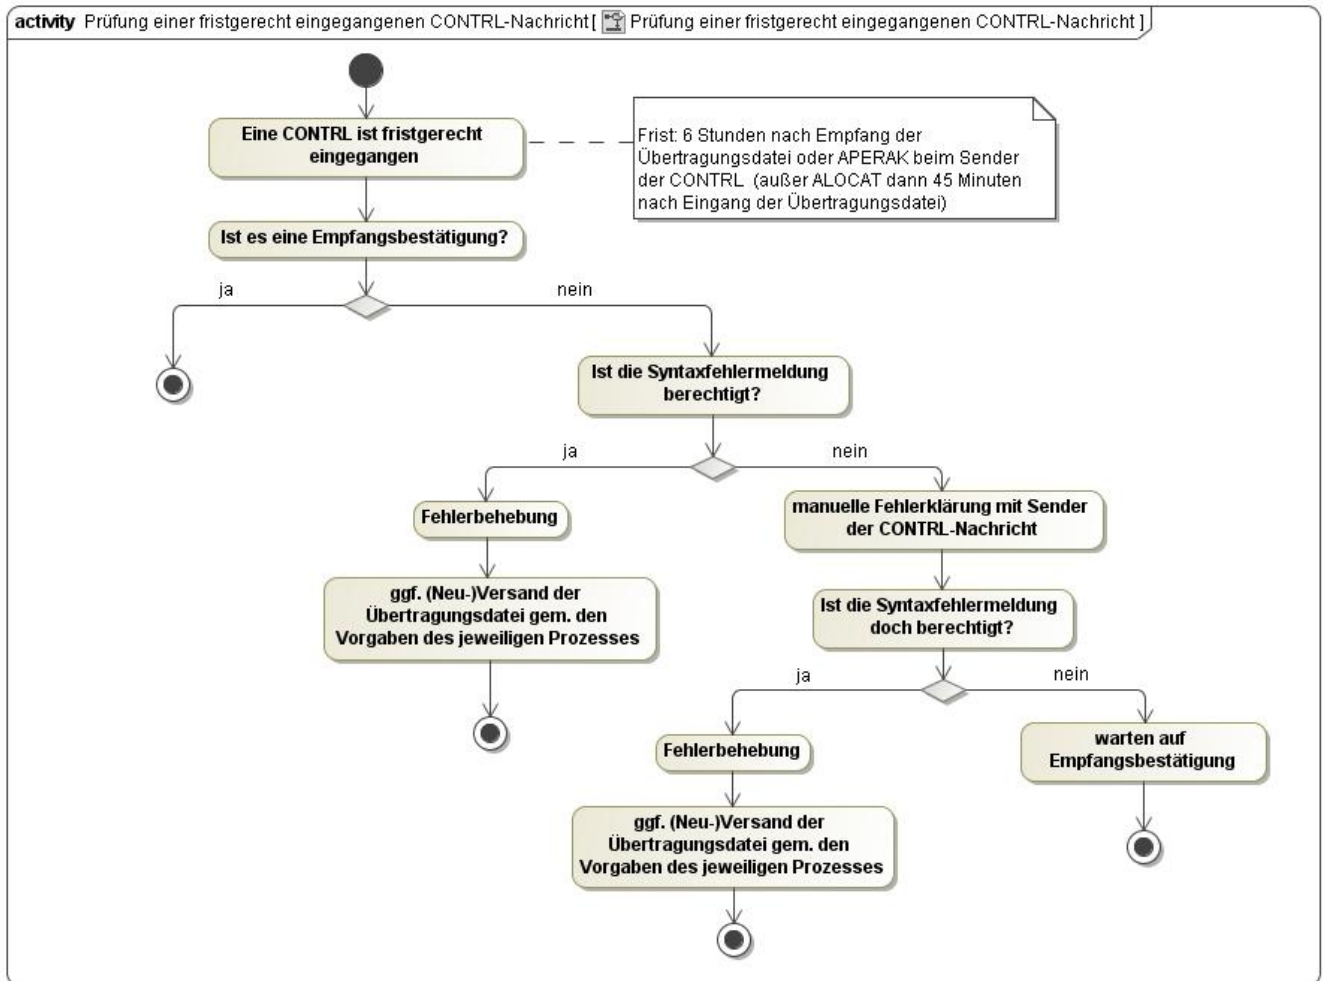 activity Prüfung einer fristgerecht eingegangenen CONTRL-Nachricht[ Prüfung einer fristgerecht eingegangenen CONTRL-Nachricht ]
Eine CONTRL ist fristgerecht
eingegangen
Frist: 6 Stunden nach Empfang der
Übertragungsdatei oder APERAK beim Sender
der CONTRL (außer ALOCAT dann 45 Minuten
nach Eingang der Übertragungsdatei)
Ist es eine Empfangsbestätigung?
ja
nein
Ist die Syntaxfehlermeldung
berechtigt?
ja
nein
Fehlerbehebung
manuelle Fehlerklärung mit Sender
der CONTRL-Nachricht
ggf. (Neu-)Versand der
Übertragungsdatei gem. den
Vorgaben des jeweiligen Prozesses
Ist die Syntaxfehlermeldung
doch berechtigt?
ja
nein
Fehlerbehebung
warten auf
Empfangsbestätigung
ggf. (Neu-)Versand der
Übertragungsdatei gem. den
Vorgaben des jeweiligen Prozesses